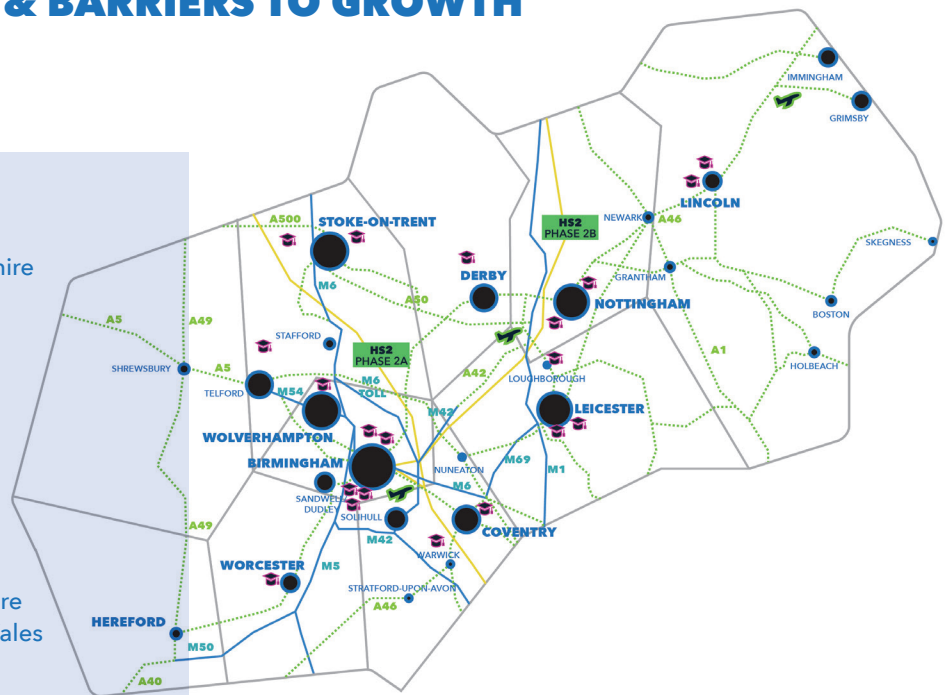 & BARRIERS TO GROWTH
IMMINGHAM
GRIMSBY
LINCOLN
A500
STOKE-ON-TRENT
HS2
PHASE 2B
NEWARK
A46
SKEGNESS
hire
DERBY
GRANTHAM
M6
A50
NOTTINGHAM
BOSTON
A5
A49
STAFFORD
HS2
PHASE 2A
A1
HOLBEACH
SHREWSBURY
A5
M6
TOLL
A42
LOUGHBOROUGH
TELFORD
M54
M42
LEICESTER
WOLVERHAMPTON
BIRMINGHAM
NUNEATON
M69
M1
SANDWELL
DUDLEY
M6
SOLIHULL
A49
M42
COVENTRY
WARWICK
WORCESTER
M5
STRATFORD-UPON-AVON
A46
re
HEREFORD
ales
M50
A40